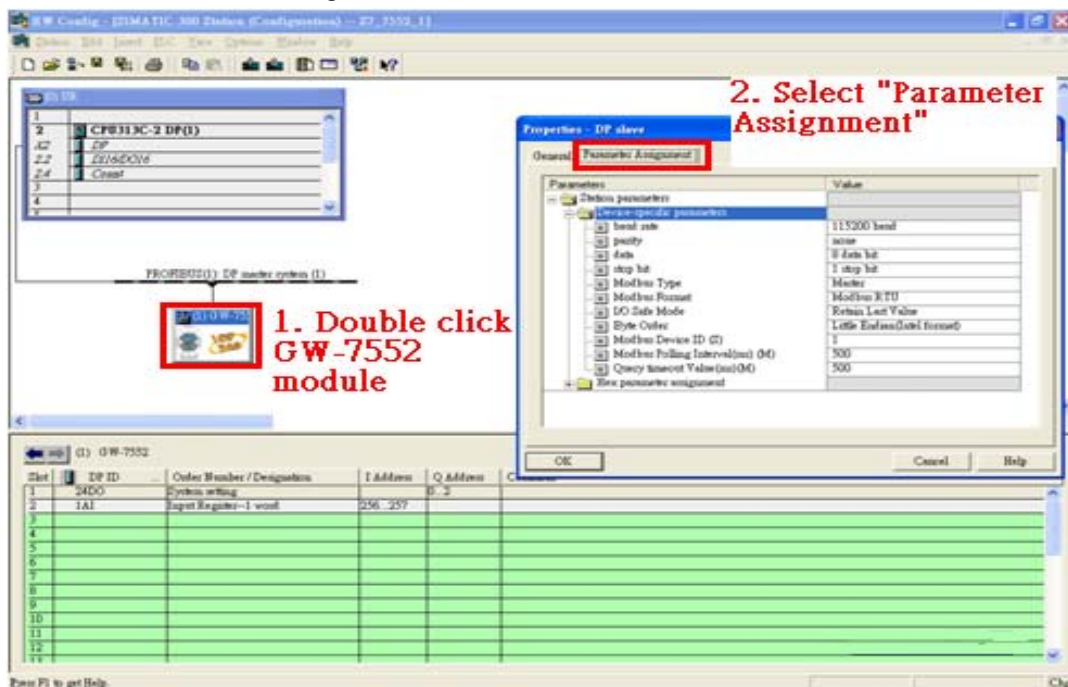 HW Config - [SIMATIC 300 Station (Configuration) -- Z7_7552_1]
Station Edit Insert PLC View Options Window Help
(0) UR
1
2 CPU313C-2 DP(1)
X2 DP
2.2 DI16/DO16
2.4 Count
3
4
PROFIBUS(1): DP master system (1)
(1) GW-755
1. Double click
GW-7552
module
2. Select "Parameter
Assignment"
Properties - DP slave
General Parameter Assignment
Parameters Value
Station parameters
Device-specific parameters
baud rate 115200 baud
parity none
data 8 data bit
stop bit 1 stop bit
Modbus Type Master
Modbus Format Modbus RTU
I/O Safe Mode Retain Last Value
Byte Order Little Endian(Intel format)
Modbus Device ID (S) 1
Modbus Polling Interval(ms) (M) 500
Query timeout Value(ms)(M) 500
Hex parameter assignment
OK Cancel Help
(1) GW-7552
Slot DP ID ... Order Number / Designation I Address Q Address
1 24DO System setting 0...2
2 1AI Input Register--1 word 256...257
3
4
5
6
7
8
9
10
11
12
13
Press F1 to get Help. Chg